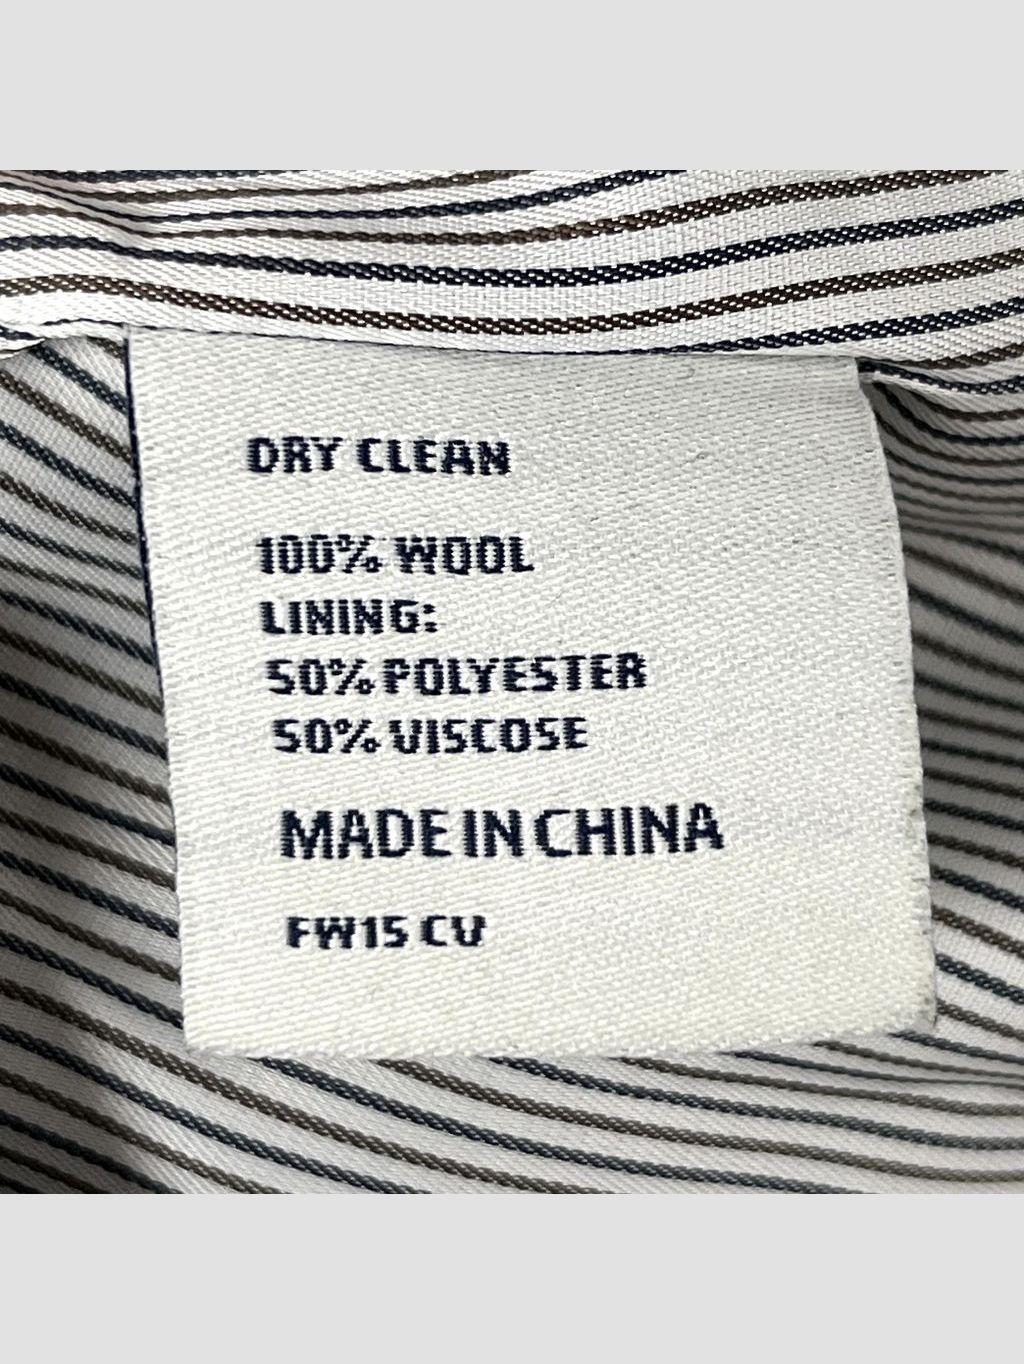 DRY CLEAN
100% WOOL
LINING:
50% POLYESTER
50% VISCOSE
MADE IN CHINA
FW15 CV